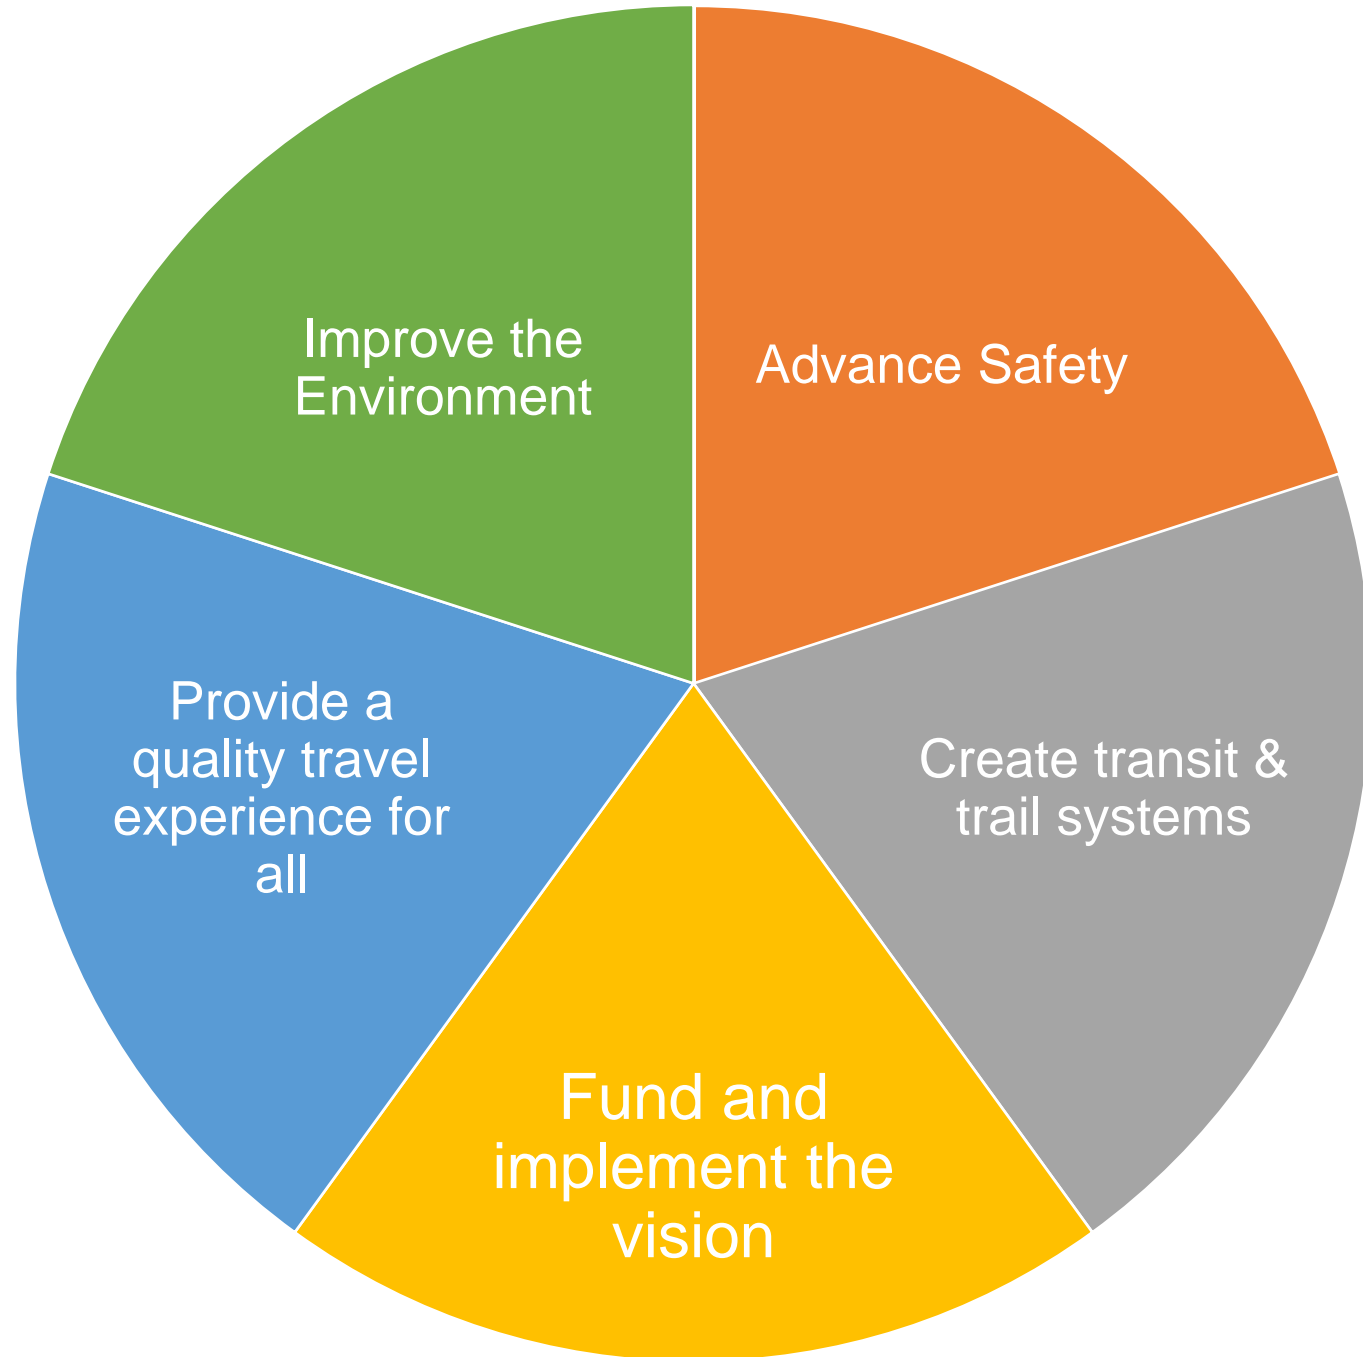 Improve the
Environment
Advance Safety
Provide a
quality travel
experience for
all
Create transit &
trail systems
Fund and
implement the
vision